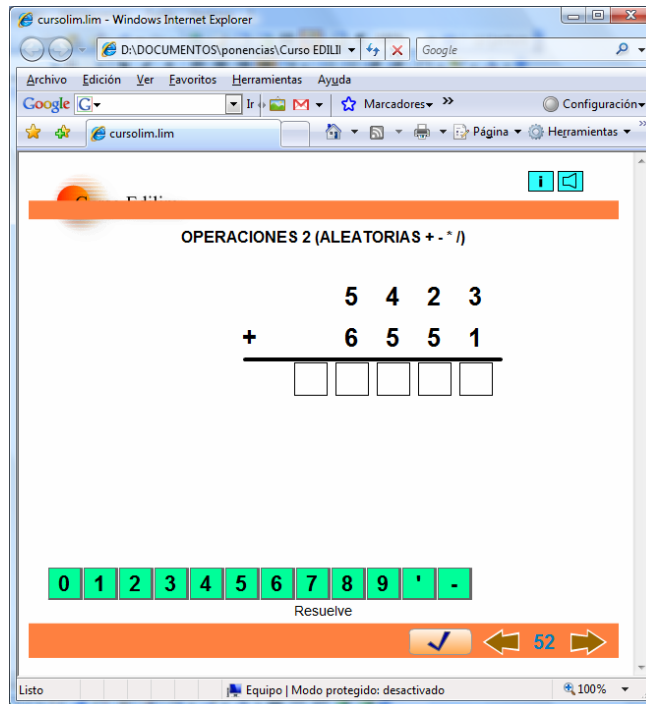 cursolim.lim - Windows Internet Explorer
D:\DOCUMENTOS\ponencias\Curso EDILII Google
Archivo Edición Ver Favoritos Herramientas Ayuda
Google G Ir Marcadores » Configuración
cursolim.lim Página Herramientas »
i
OPERACIONES 2 (ALEATORIAS + - * /)
5 4 2 3
+ 6 5 5 1
0 1 2 3 4 5 6 7 8 9 ' -
Resuelve
52
Listo Equipo | Modo protegido: desactivado 100%